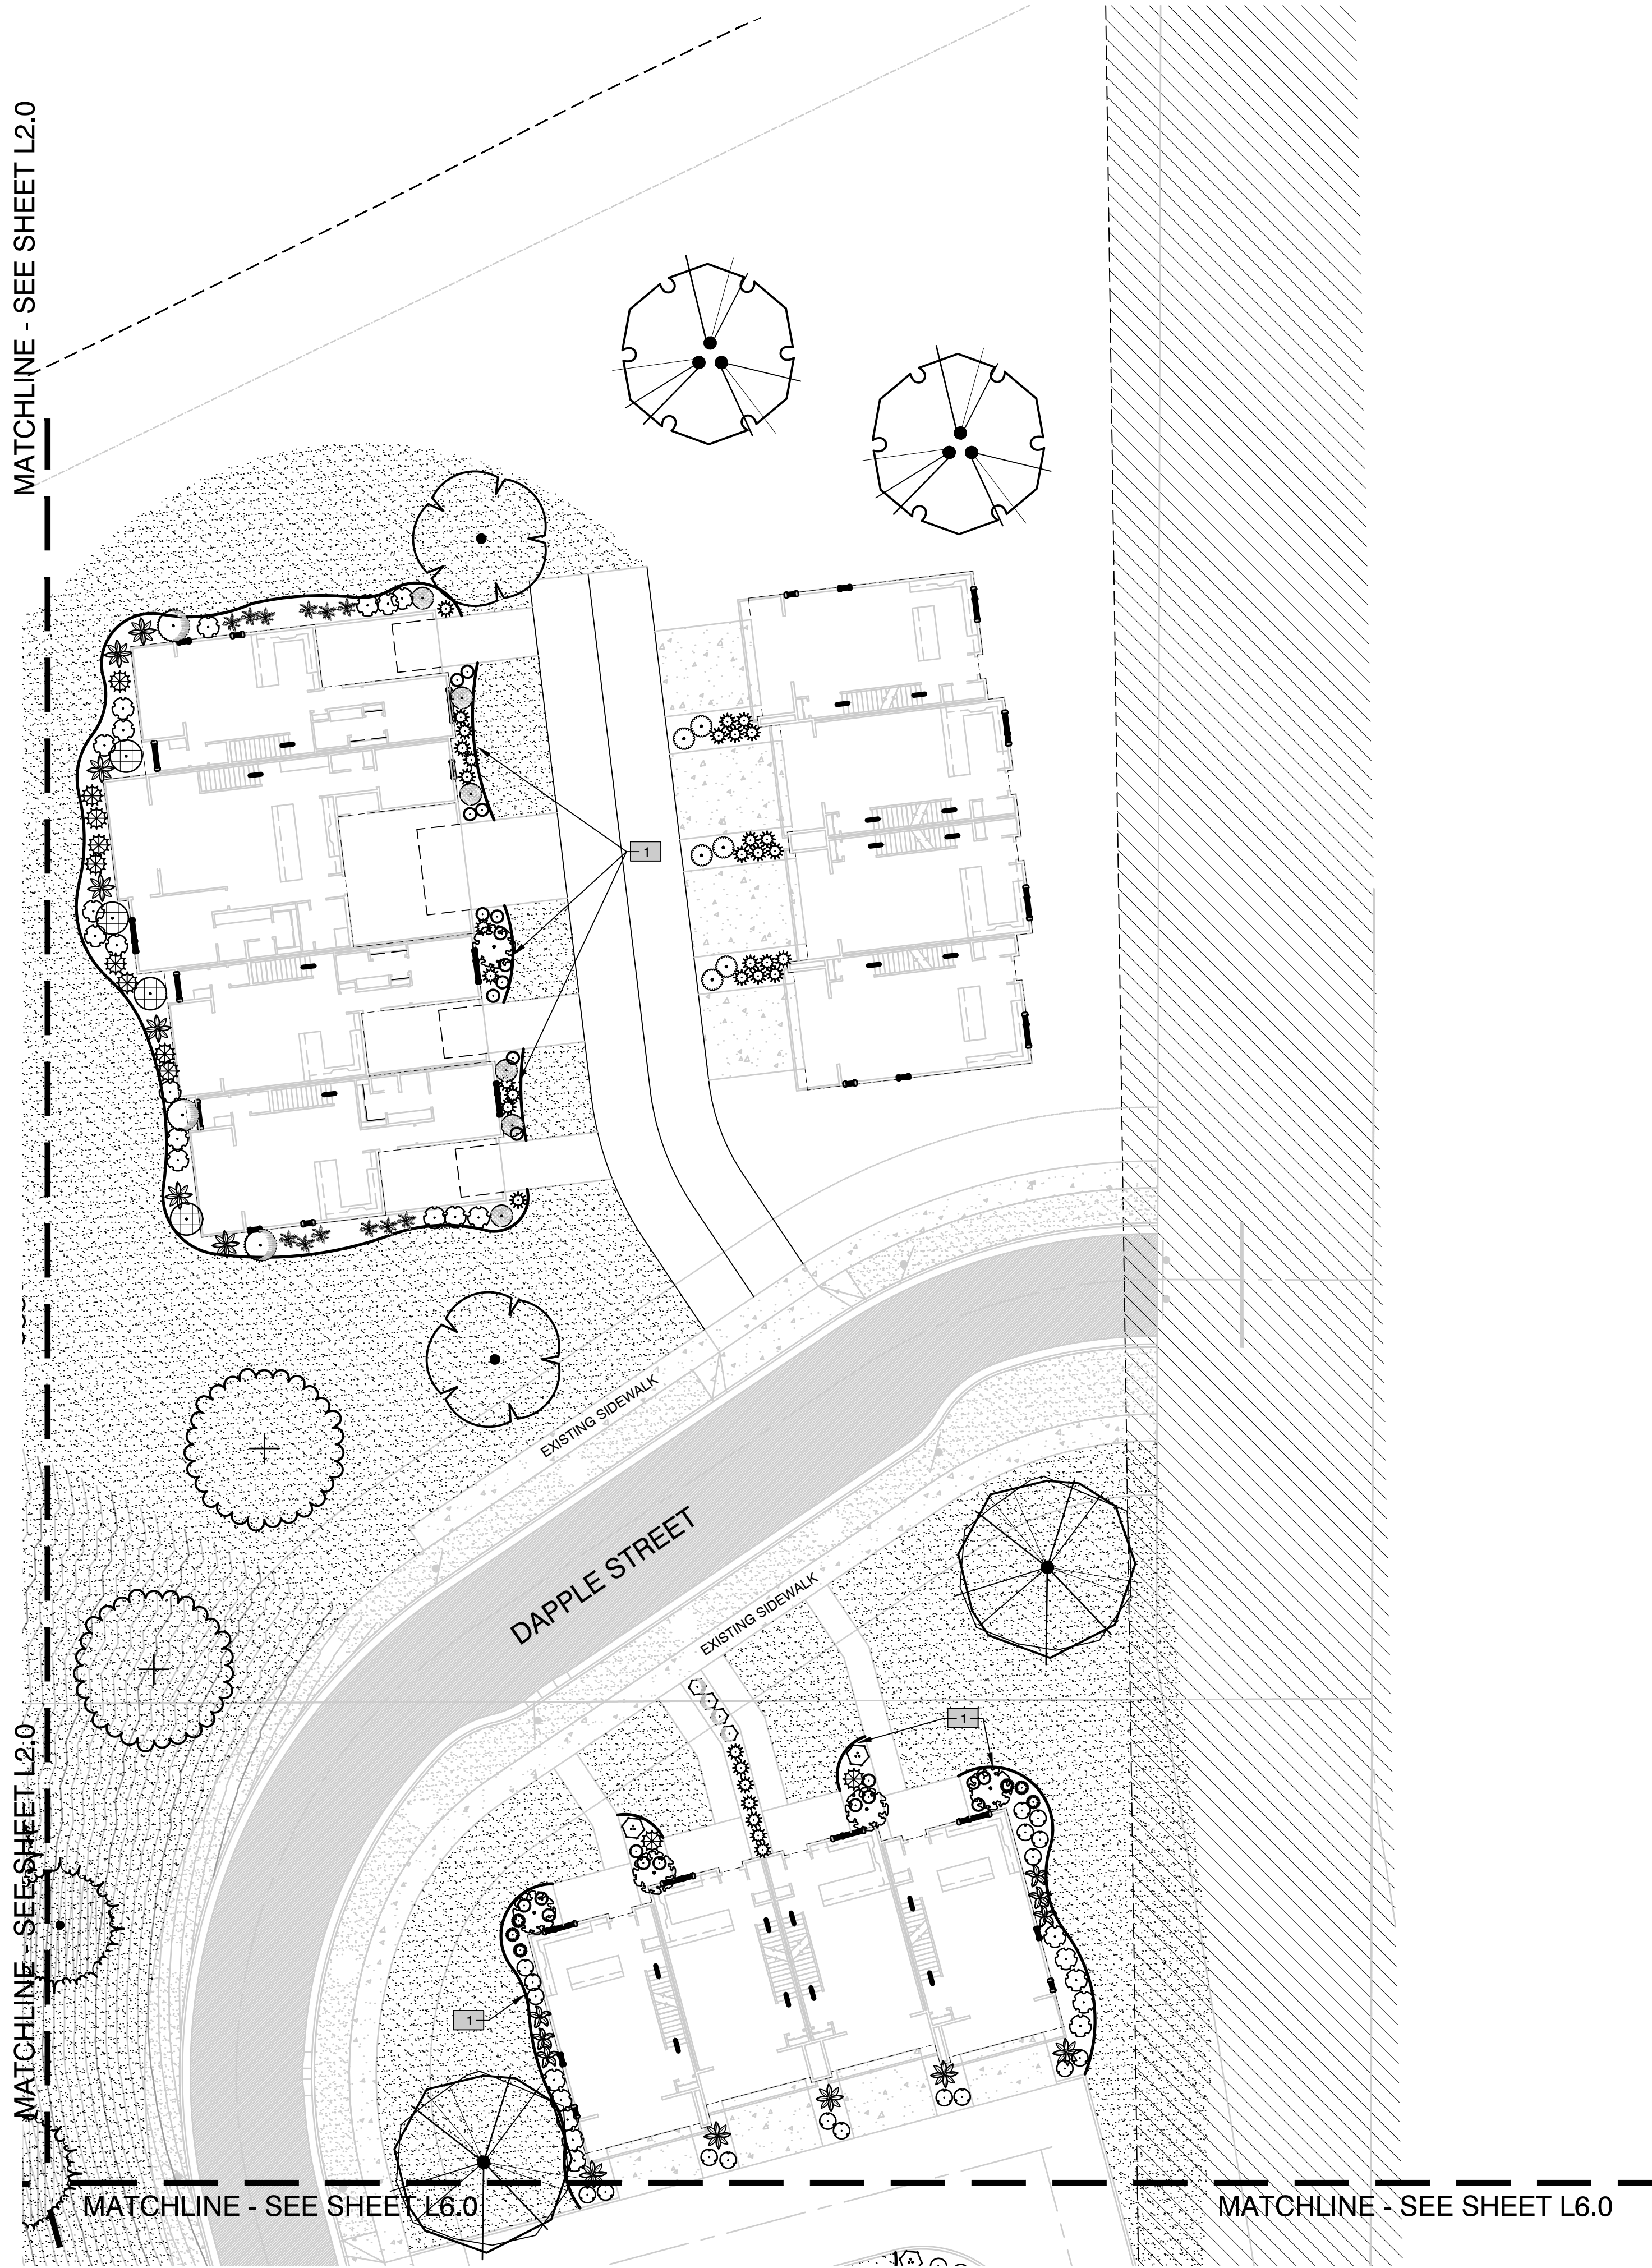 MATCHLINE - SEE SHEET L2.0
1
EXISTING SIDEWALK
DAPPLE STREET
EXISTING SIDEWALK
1
MATCHLINE - SEE SHEET L2.0
1
MATCHLINE - SEE SHEET L6.0
MATCHLINE - SEE SHEET L6.0